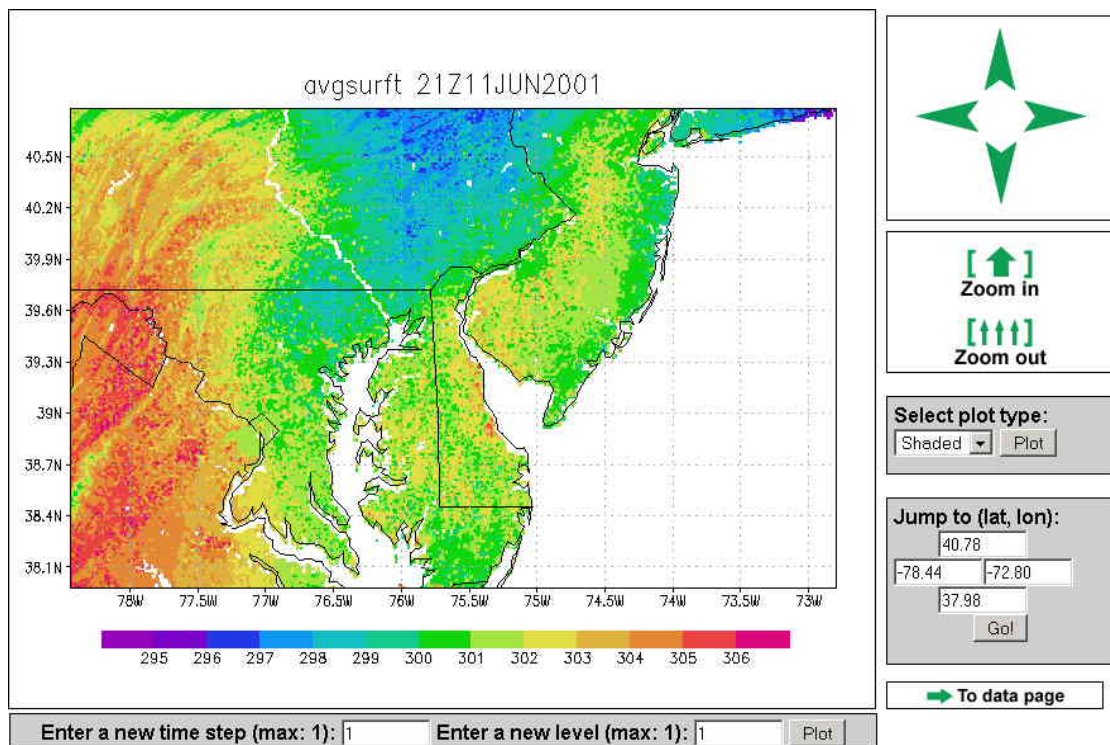 avgsurft 21Z11JUN2001
40.5N
40.2N
39.9N
39.6N
39.3N
39N
38.7N
38.4N
38.1N
78W 77.5W 77W 76.5W 76W 75.5W 75W 74.5W 74W 73.5W 73W
295 296 297 298 299 300 301 302 303 304 305 306
[ ] 
Zoom in
[ ]
Zoom out
Select plot type:
Shaded Plot
Jump to (lat, lon):
40.78
-78.44 -72.80
37.98
Go!
To data page
Enter a new time step (max: 1): 1 Enter a new level (max: 1): 1 Plot